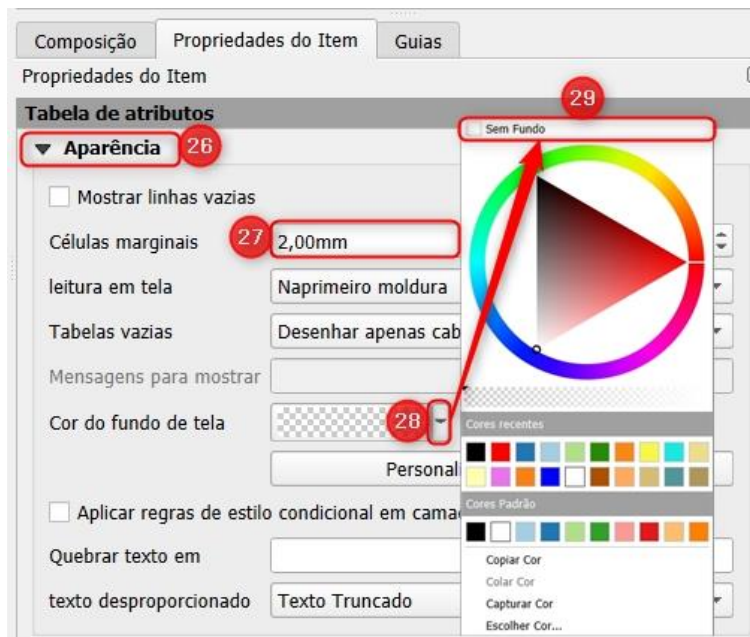 Composição Propriedades do Item Guias
Propriedades do Item
Tabela de atributos
29
Sem Fundo
Aparência 26
Mostrar linhas vazias
Células marginais 27 2,00mm
leitura em tela Naprimeiro moldura
Tabelas vazias Desenhar apenas cab
Mensagens para mostrar
Cor do fundo de tela 28
Cores recentes
Personali
Cores Padrão
Aplicar regras de estilo condicional em cama
Quebrar texto em
Copiar Cor
Colar Cor
texto desproporcionado Texto Truncado
Capturar Cor
Escolher Cor...